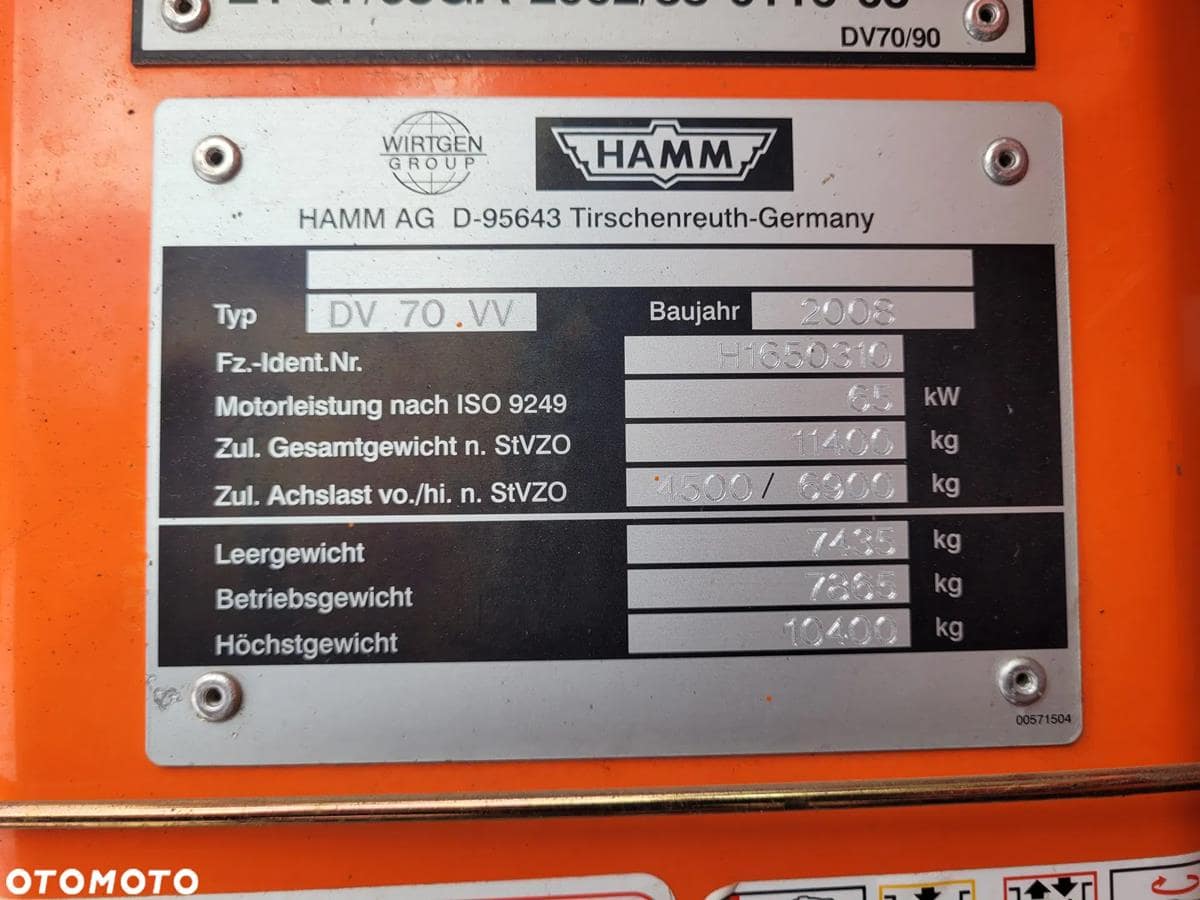 DV70/90
WIRTGEN GROUP
HAMM
HAMM AG D-95643 Tirschenreuth-Germany
Typ DV 70 VV Baujahr 2008
Fz.-Ident.Nr. H1650310
Motorleistung nach ISO 9249 65 kW
Zul. Gesamtgewicht n. StVZO 11400 kg
Zul. Achslast vo./hi. n. StVZO 4500/ 6900 kg
Leergewicht 7435 kg
Betriebsgewicht 7865 kg
Höchstgewicht 10400 kg
00571504
OTOMOTO